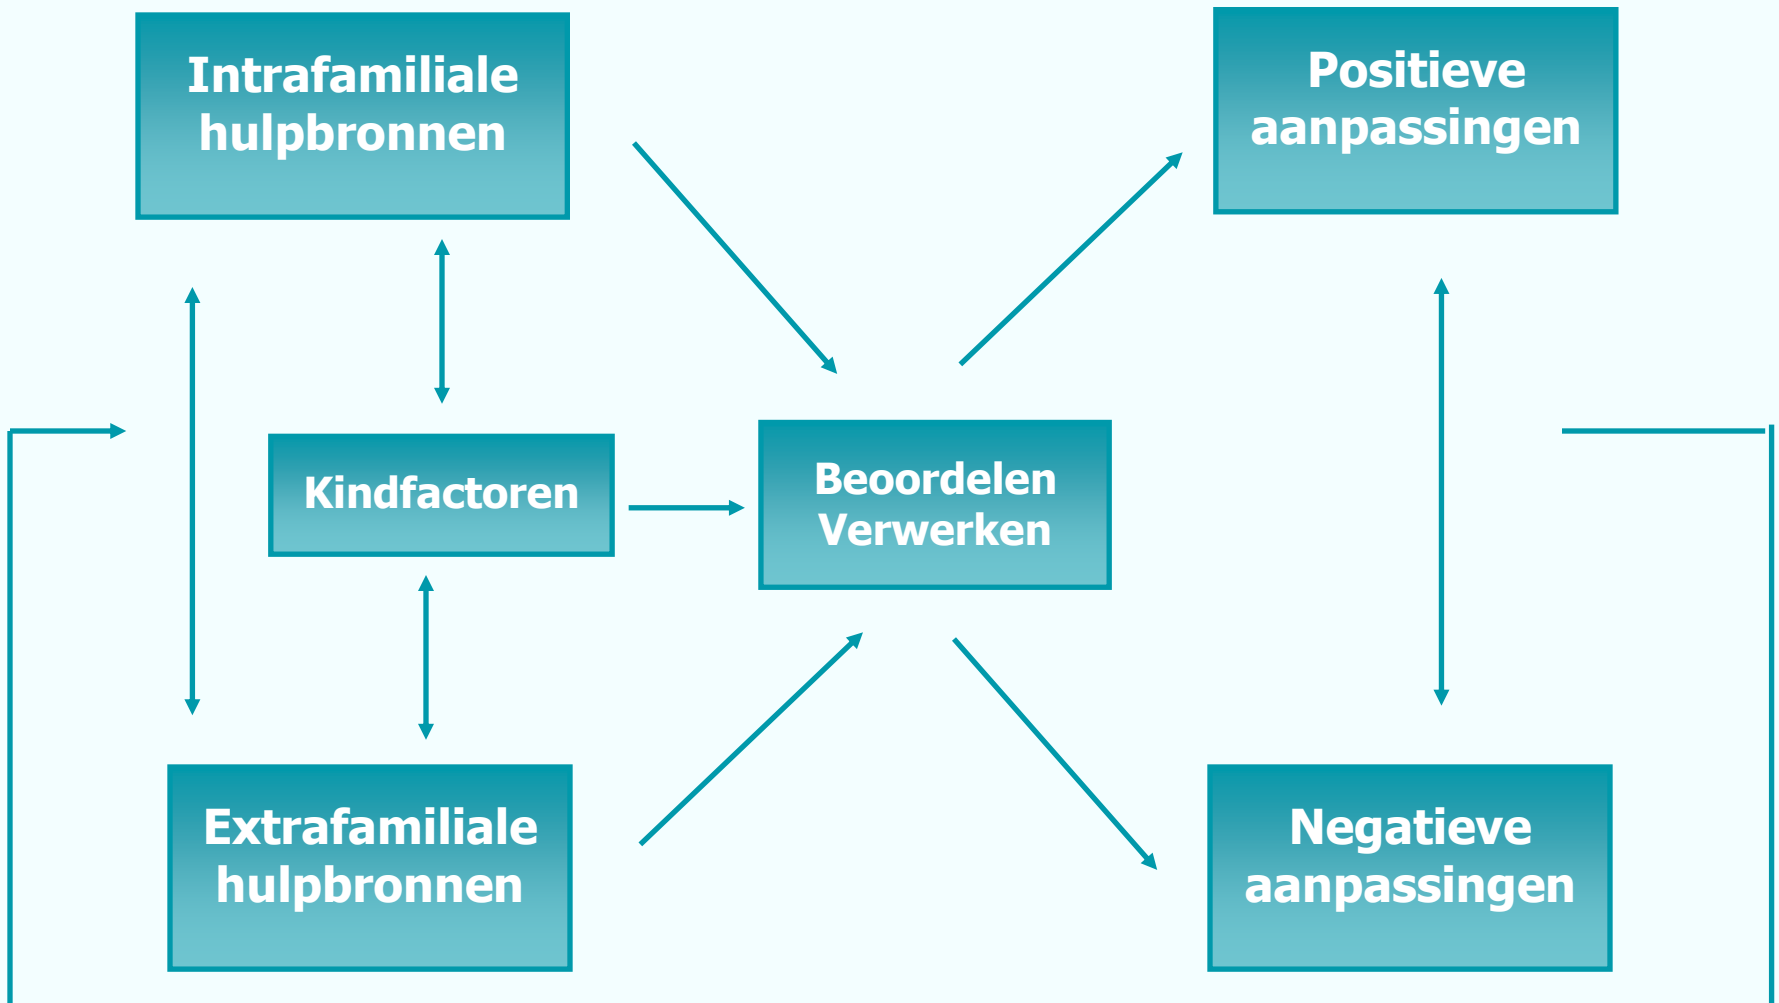 Intrafamiliale
hulpbronnen
Positieve
aanpassingen
Kindfactoren
Beoordelen
Verwerken
Extrafamiliale
hulpbronnen
Negatieve
aanpassingen